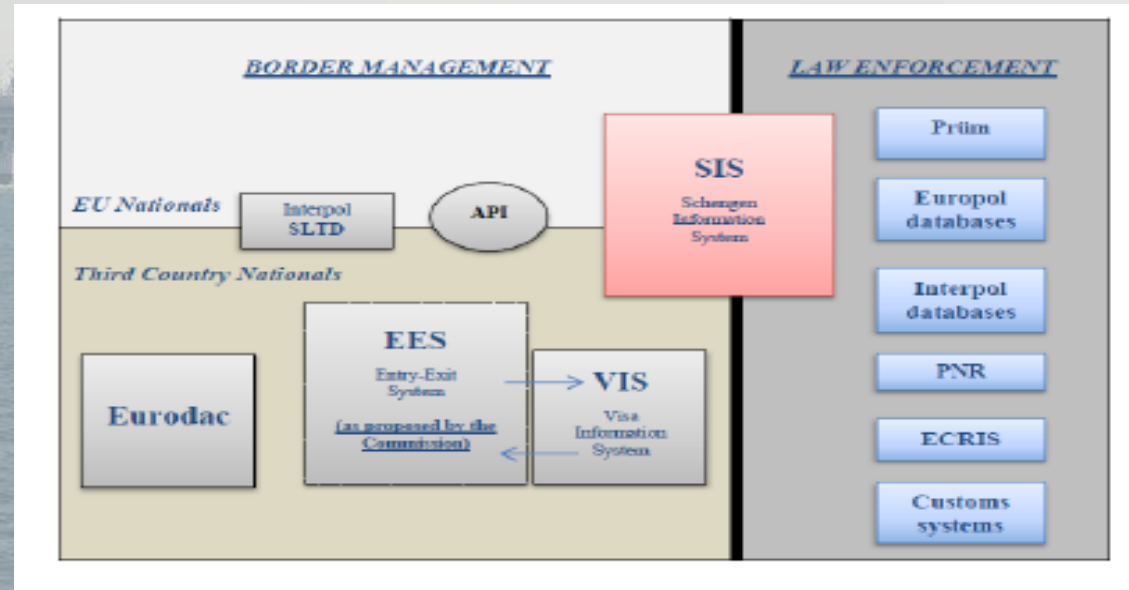 BORDER MANAGEMENT
LAW ENFORCEMENT
EU Nationals
Interpol
SLTD
API
SIS
Schengen
Information
System
Third Country Nationals
Eurodac
EES
Entry-Exit
System
(as proposed by the
Commission)
VIS
Visa
Information
System
Prüm
Europol
databases
Interpol
databases
PNR
ECRIS
Customs
systems